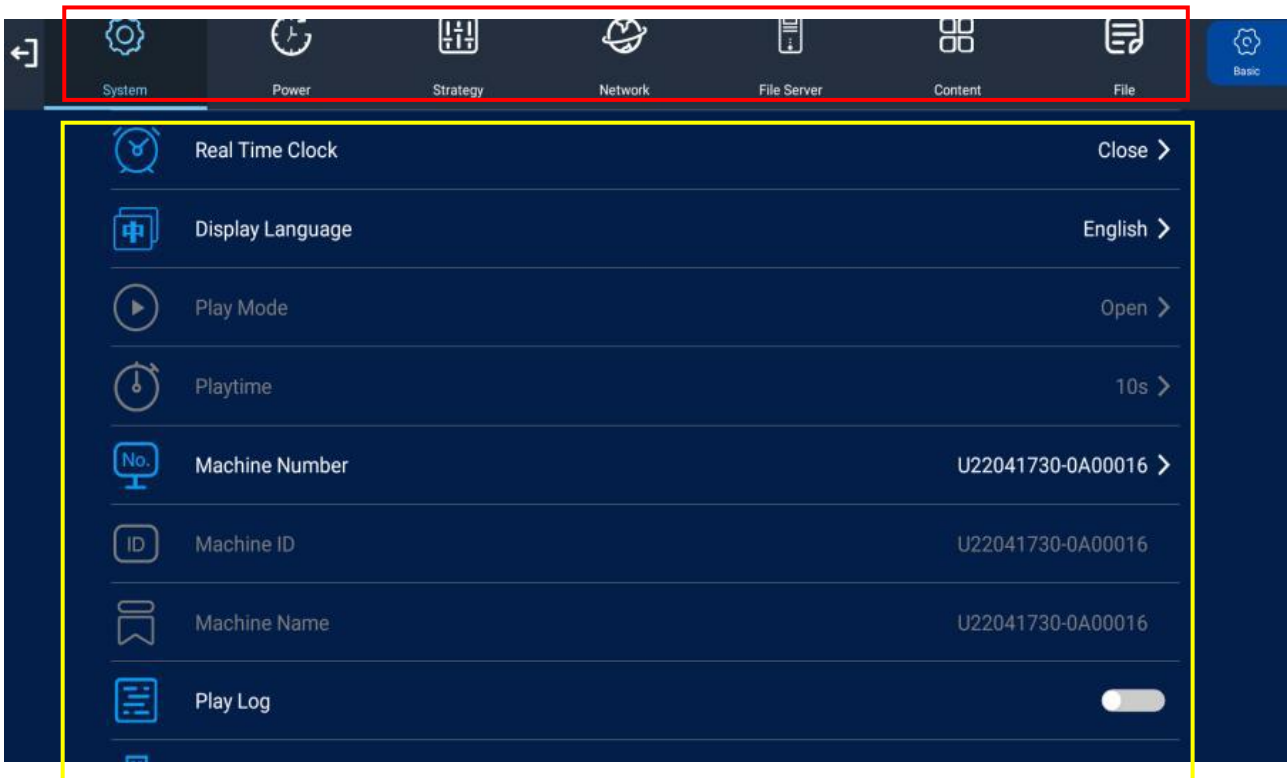 System Power Strategy Network File Server Content File Basic
Real Time Clock Close
中 Display Language English
Play Mode Open
Playtime 10s
No. Machine Number U22041730-0A00016
ID Machine ID U22041730-0A00016
Machine Name U22041730-0A00016
Play Log